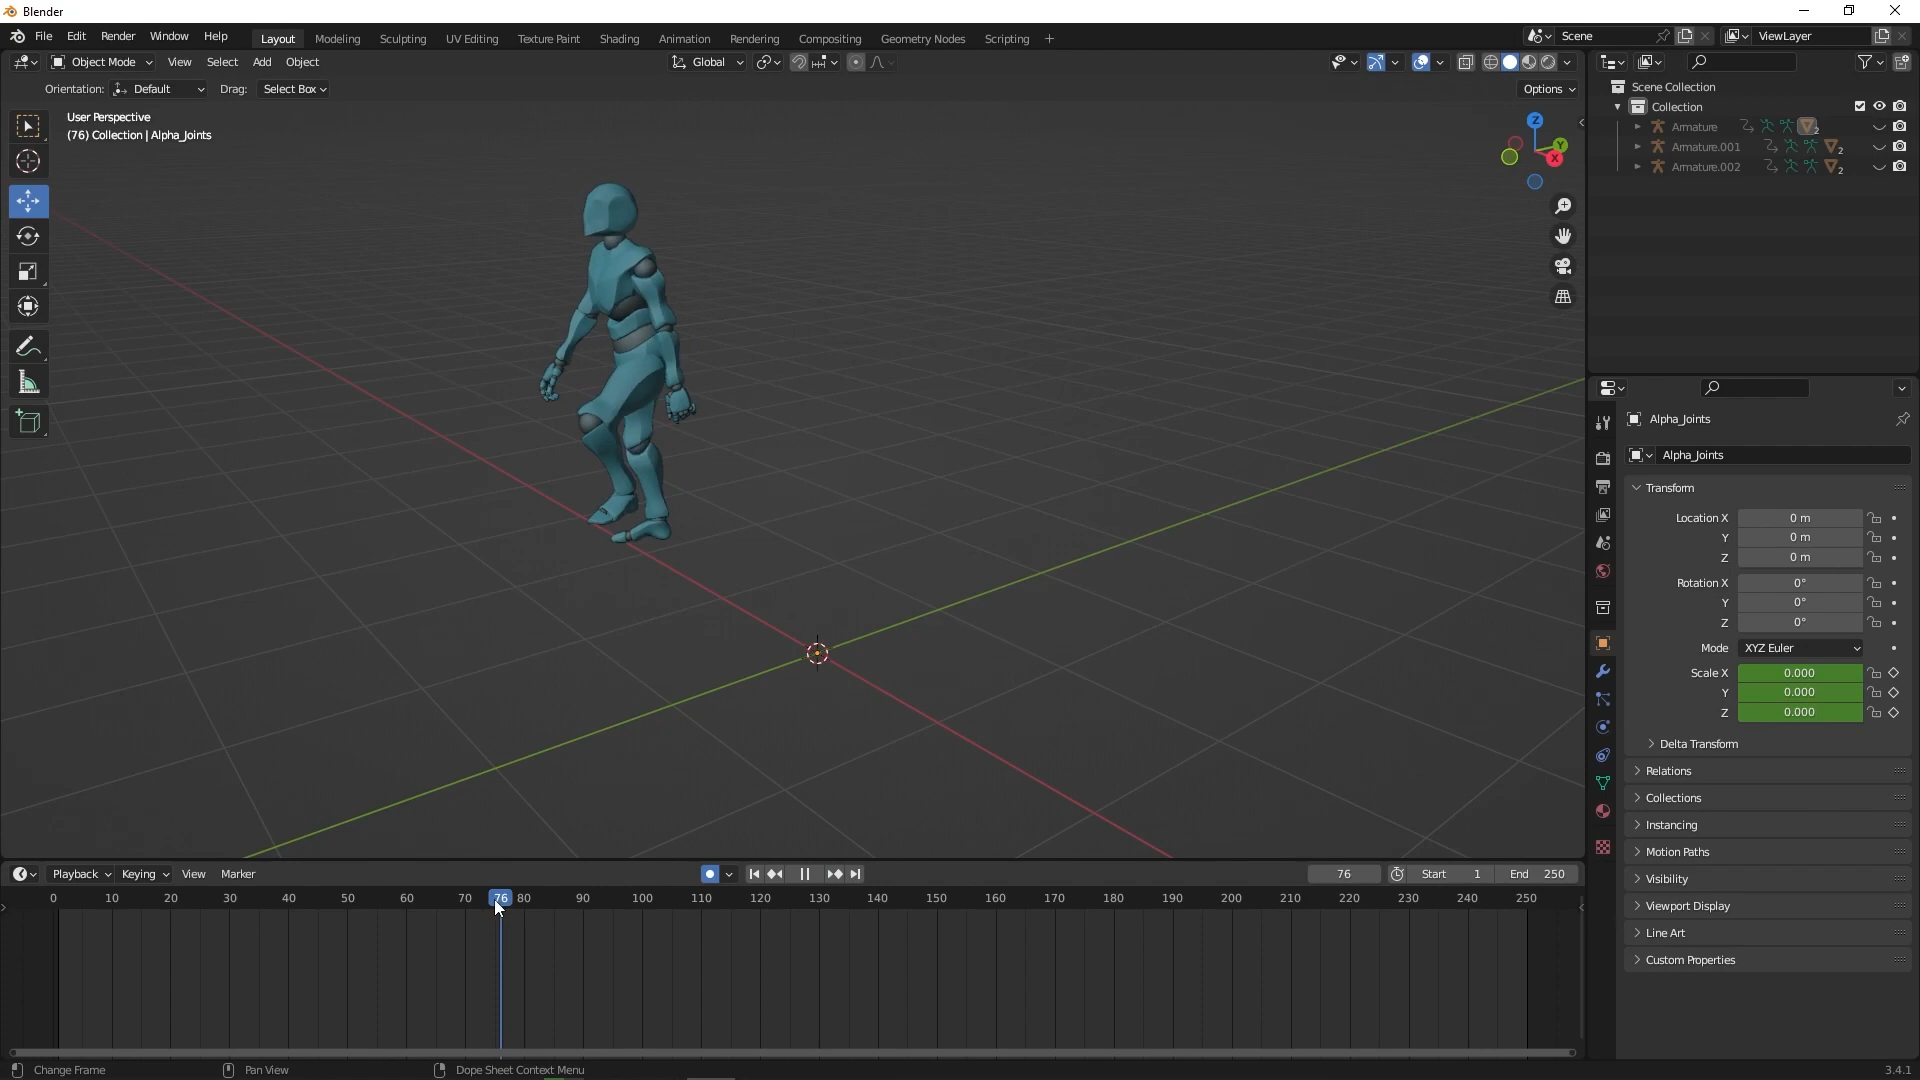 Blender
File Edit Render Window Help Layout Modeling Sculpting UV Editing Texture Paint Shading Animation Rendering Compositing Geometry Nodes Scripting + Scene ViewLayer
Object Mode View Select Add Object Global
Orientation: Default Drag: Select Box Options
User Perspective
(76) Collection | Alpha_Joints
Z
Y
X
Scene Collection
Collection
Armature 2
Armature.001 2
Armature.002 2
Alpha_Joints
Alpha_Joints
Transform
Location X 0 m
Y 0 m
Z 0 m
Rotation X 0°
Y 0°
Z 0°
Mode XYZ Euler
Scale X 0.000
Y 0.000
Z 0.000
Delta Transform
Relations
Collections
Instancing
Motion Paths
Visibility
Viewport Display
Line Art
Custom Properties
Playback Keying View Marker 76 Start 1 End 250
0 10 20 30 40 50 60 70 76 80 90 100 110 120 130 140 150 160 170 180 190 200 210 220 230 240 250
Change Frame Pan View Dope Sheet Context Menu 3.4.1